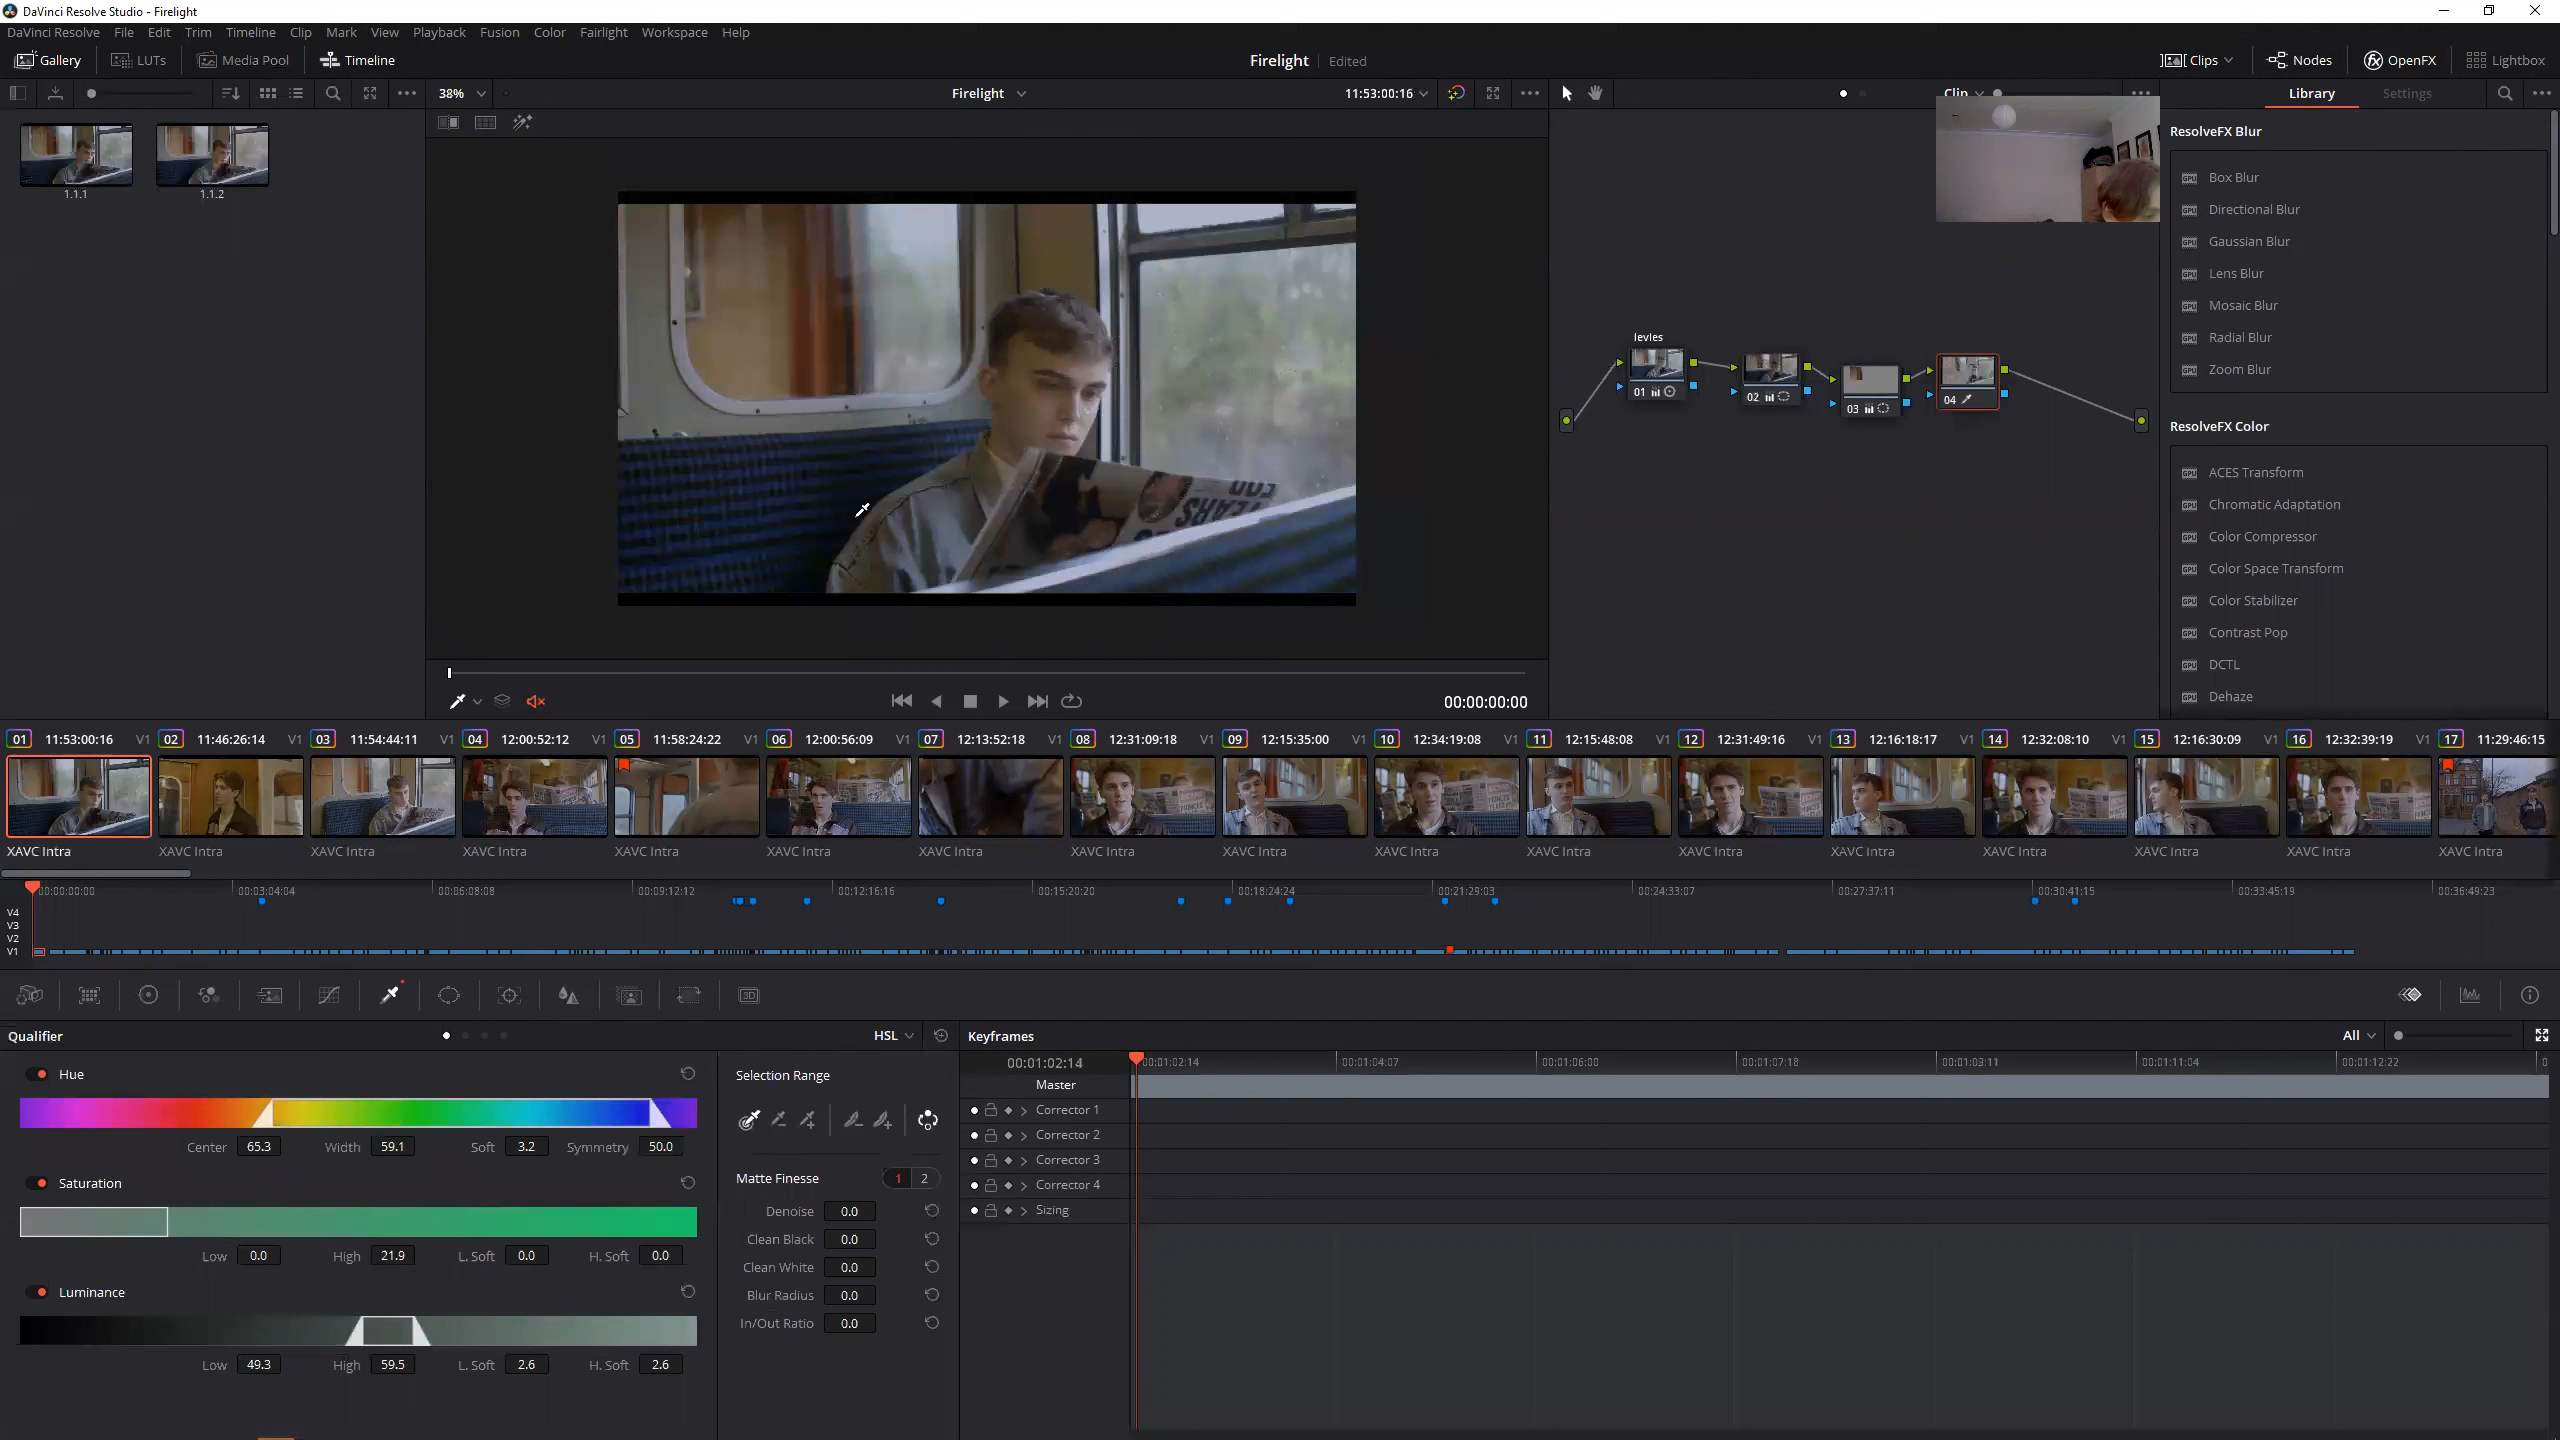 DaVinci Resolve Studio - Firelight
DaVinci Resolve File Edit Trim Timeline Clip Mark View Playback Fusion Color Fairlight Workspace Help
Gallery LUTs Media Pool Timeline Firelight Edited Clips Nodes OpenFX Lightbox
38% Firelight 11:53:00:16 Clip Library Settings
1.1.1 1.1.2
levles
01 02 03 04
ResolveFX Blur
Box Blur
Directional Blur
Gaussian Blur
Lens Blur
Mosaic Blur
Radial Blur
Zoom Blur
ResolveFX Color
ACES Transform
Chromatic Adaptation
Color Compressor
Color Space Transform
Color Stabilizer
Contrast Pop
DCTL
Dehaze
00:00:00:00
01 11:53:00:16 V1 02 11:46:26:14 V1 03 11:54:44:11 V1 04 12:00:52:12 V1 05 11:58:24:22 V1 06 12:00:56:09 V1 07 12:13:52:18 V1 08 12:31:09:18 V1 09 12:15:35:00 V1 10 12:34:19:08 V1 11 12:15:48:08 V1 12 12:31:49:16 V1 13 12:16:18:17 V1 14 12:32:08:10 V1 15 12:16:30:09 V1 16 12:32:39:19 V1 17 11:29:46:15
XAVC Intra XAVC Intra XAVC Intra XAVC Intra XAVC Intra XAVC Intra XAVC Intra XAVC Intra XAVC Intra XAVC Intra XAVC Intra XAVC Intra XAVC Intra XAVC Intra XAVC Intra XAVC Intra XAVC Intra
00:00:00:00 00:03:04:04 00:06:08:08 00:09:12:12 00:12:16:16 00:15:20:20 00:18:24:24 00:21:29:03 00:24:33:07 00:27:37:11 00:30:41:15 00:33:45:19 00:36:49:23
V4
V3
V2
V1
3D
Qualifier HSL
Hue
Center 65.3 Width 59.1 Soft 3.2 Symmetry 50.0
Saturation
Low 0.0 High 21.9 L. Soft 0.0 H. Soft 0.0
Luminance
Low 49.3 High 59.5 L. Soft 2.6 H. Soft 2.6
Selection Range
Matte Finesse 1 2
Denoise 0.0
Clean Black 0.0
Clean White 0.0
Blur Radius 0.0
In/Out Ratio 0.0
Keyframes All
00:01:02:14 00:01:02:14 00:01:04:07 00:01:06:00 00:01:07:18 00:01:03:11 00:01:11:04 00:01:12:22
Master
Corrector 1
Corrector 2
Corrector 3
Corrector 4
Sizing